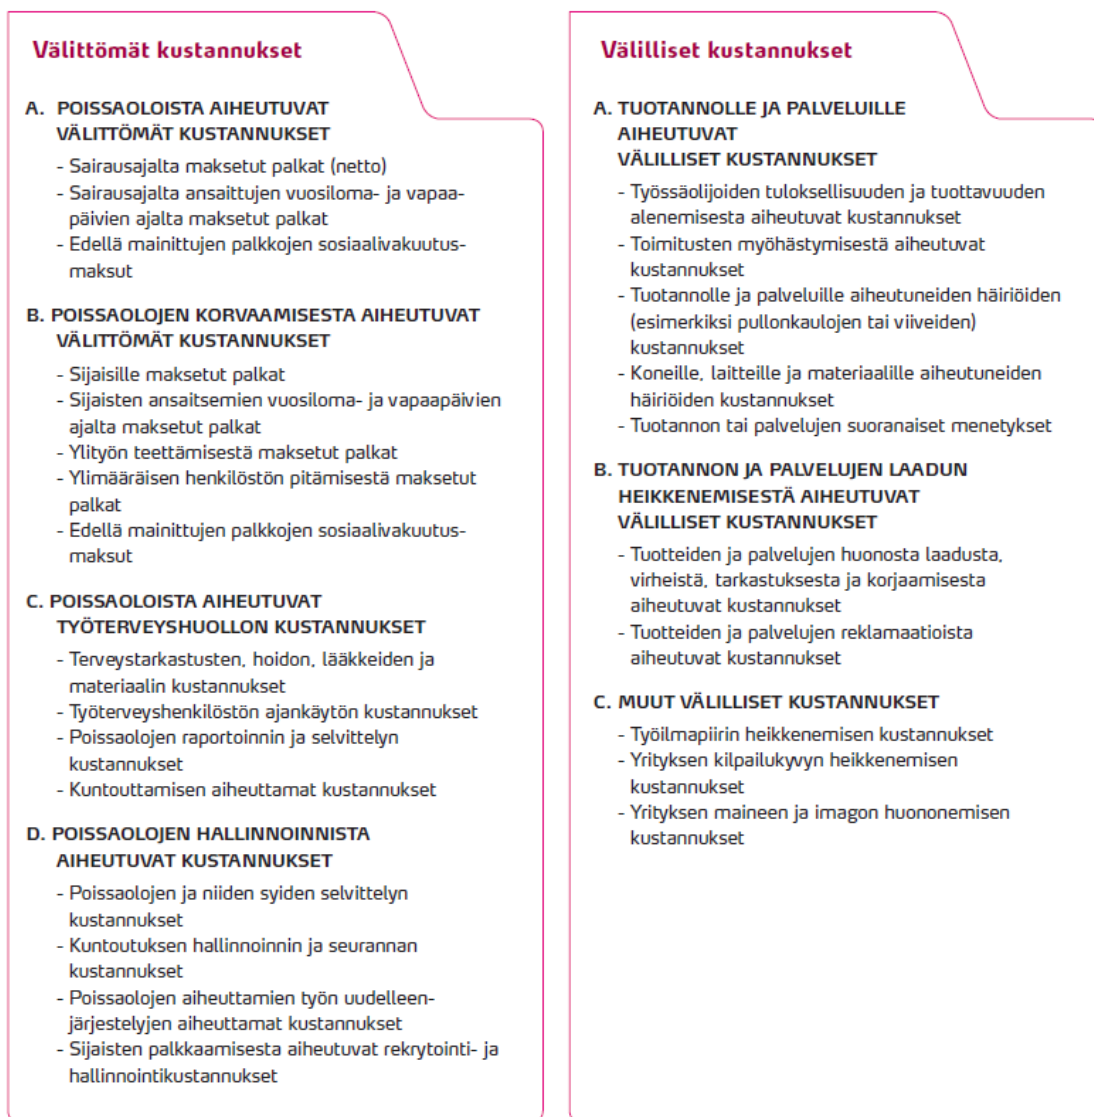 Välittömät kustannukset
A. POISSAOLOISTA AIHEUTUVAT
VÄLITTÖMÄT KUSTANNUKSET
- Sairausajalta maksetut palkat (netto)
- Sairausajalta ansaittujen vuosiloma- ja vapaa-
päivien ajalta maksetut palkat
- Edellä mainittujen palkkojen sosiaalivakuutus-
maksut
B. POISSAOLOJEN KORVAAMISESTA AIHEUTUVAT
VÄLITTÖMÄT KUSTANNUKSET
- Sijaisille maksetut palkat
- Sijaisten ansaitsemien vuosiloma- ja vapaapäivien
ajalta maksetut palkat
- Ylityön teettämisestä maksetut palkat
- Ylimääräisen henkilöstön pitämisestä maksetut
palkat
- Edellä mainittujen palkkojen sosiaalivakuutus-
maksut
C. POISSAOLOISTA AIHEUTUVAT
TYÖTERVEYSHUOLLON KUSTANNUKSET
- Terveystarkastusten, hoidon, lääkkeiden ja
materiaalin kustannukset
- Työterveyshenkilöstön ajankäytön kustannukset
- Poissaolojen raportoinnin ja selvittelyn
kustannukset
- Kuntouttamisen aiheuttamat kustannukset
D. POISSAOLOJEN HALLINNOINNISTA
AIHEUTUVAT KUSTANNUKSET
- Poissaolojen ja niiden syiden selvittelyn
kustannukset
- Kuntoutuksen hallinnoinnin ja seurannan
kustannukset
- Poissaolojen aiheuttamien työn uudelleen-
järjestelyjen aiheuttamat kustannukset
- Sijaisten palkkaamisesta aiheutuvat rekrytointi- ja
hallinnointikustannukset
Välilliset kustannukset
A. TUOTANNOLLE JA PALVELUILLE
AIHEUTUVAT
VÄLILLISET KUSTANNUKSET
- Työssäolijoiden tuloksellisuuden ja tuottavuuden
alenemisesta aiheutuvat kustannukset
- Toimitusten myöhästymisestä aiheutuvat
kustannukset
- Tuotannolle ja palveluille aiheutuneiden häiriöiden
(esimerkiksi pullonkaulojen tai viiveiden)
kustannukset
- Koneille, laitteille ja materiaalille aiheutuneiden
häiriöiden kustannukset
- Tuotannon tai palvelujen suoranaiset menetykset
B. TUOTANNON JA PALVELUJEN LAADUN
HEIKKENEMISESTÄ AIHEUTUVAT
VÄLILLISET KUSTANNUKSET
- Tuotteiden ja palvelujen huonosta laadusta,
virheistä, tarkastuksesta ja korjaamisesta
aiheutuvat kustannukset
- Tuotteiden ja palvelujen reklamaatioista
aiheutuvat kustannukset
C. MUUT VÄLILLISET KUSTANNUKSET
- Työilmapiirin heikkenemisen kustannukset
- Yrityksen kilpailukyvyn heikkenemisen
kustannukset
- Yrityksen maineen ja imagon huononemisen
kustannukset